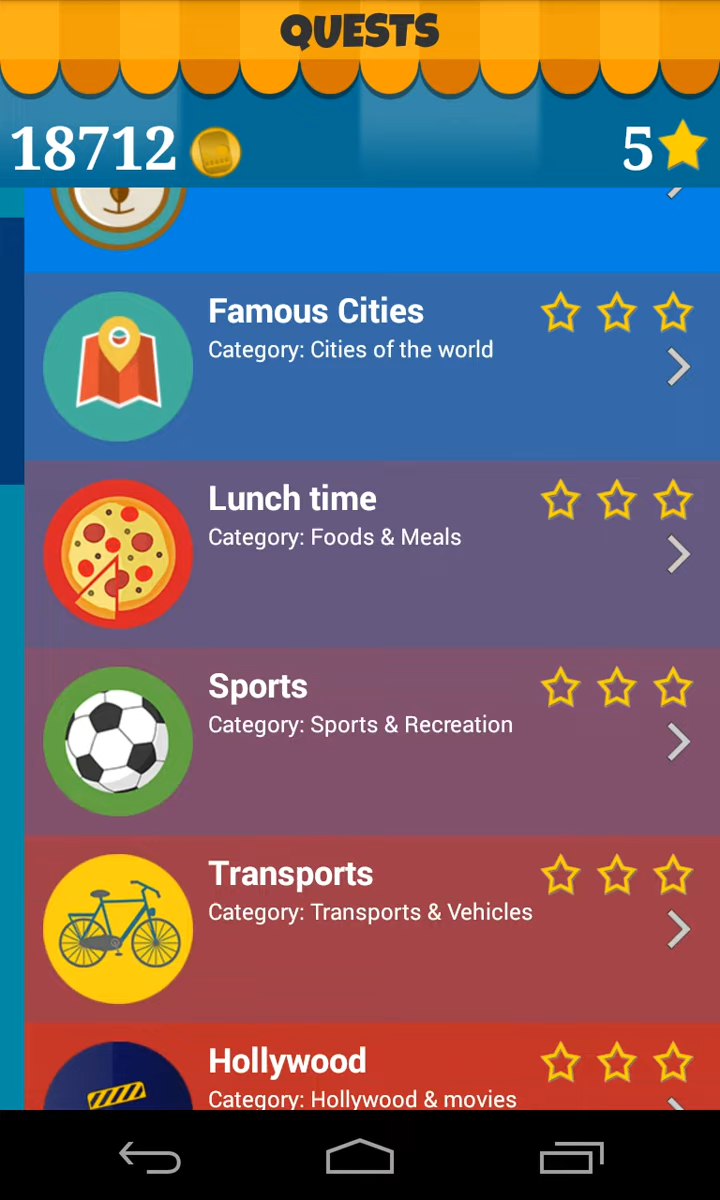 QUESTS
18712
5
Famous Cities
Category: Cities of the world
Lunch time
Category: Foods & Meals
Sports
Category: Sports & Recreation
Transports
Category: Transports & Vehicles
Hollywood
Category: Hollywood & movies